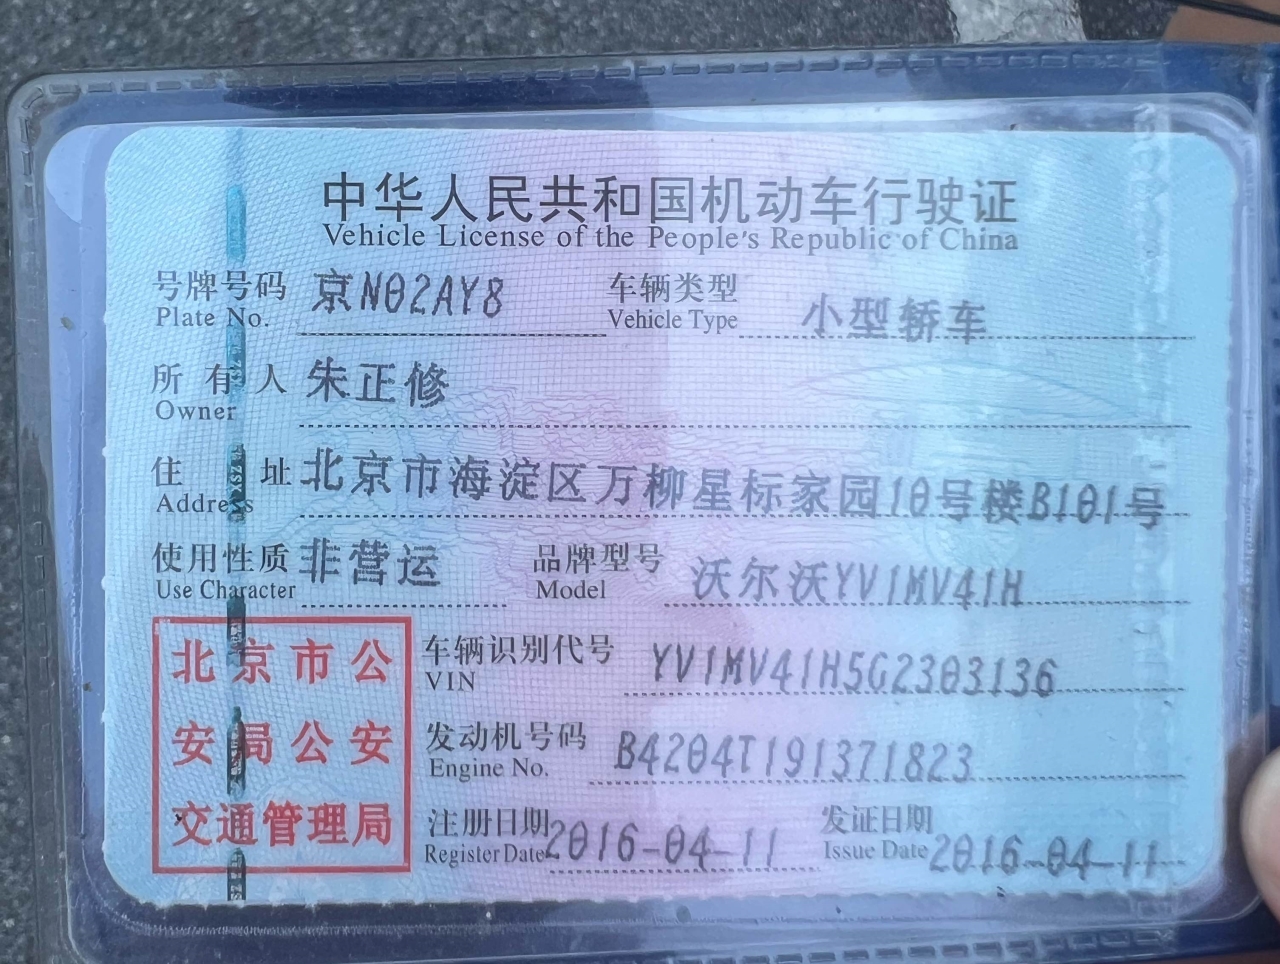 中华人民共和国机动车行驶证
Vehicle License of the People's Republic of China
号牌号码 京N02AY8 车辆类型 小型轿车
Plate No. Vehicle Type
所有人 朱正修
Owner
住址 北京市海淀区万柳星标家园10号楼B101号
Address
使用性质 非营运 品牌型号 沃尔沃YV1MV41H
Use Character Model
北京市公
安局公安
交通管理局
车辆识别代号 YV1MV41H5G2303136
VIN
发动机号码 B4204T191371823
Engine No.
注册日期 2016-04-11 发证日期 2016-04-11
Register Date Issue Date